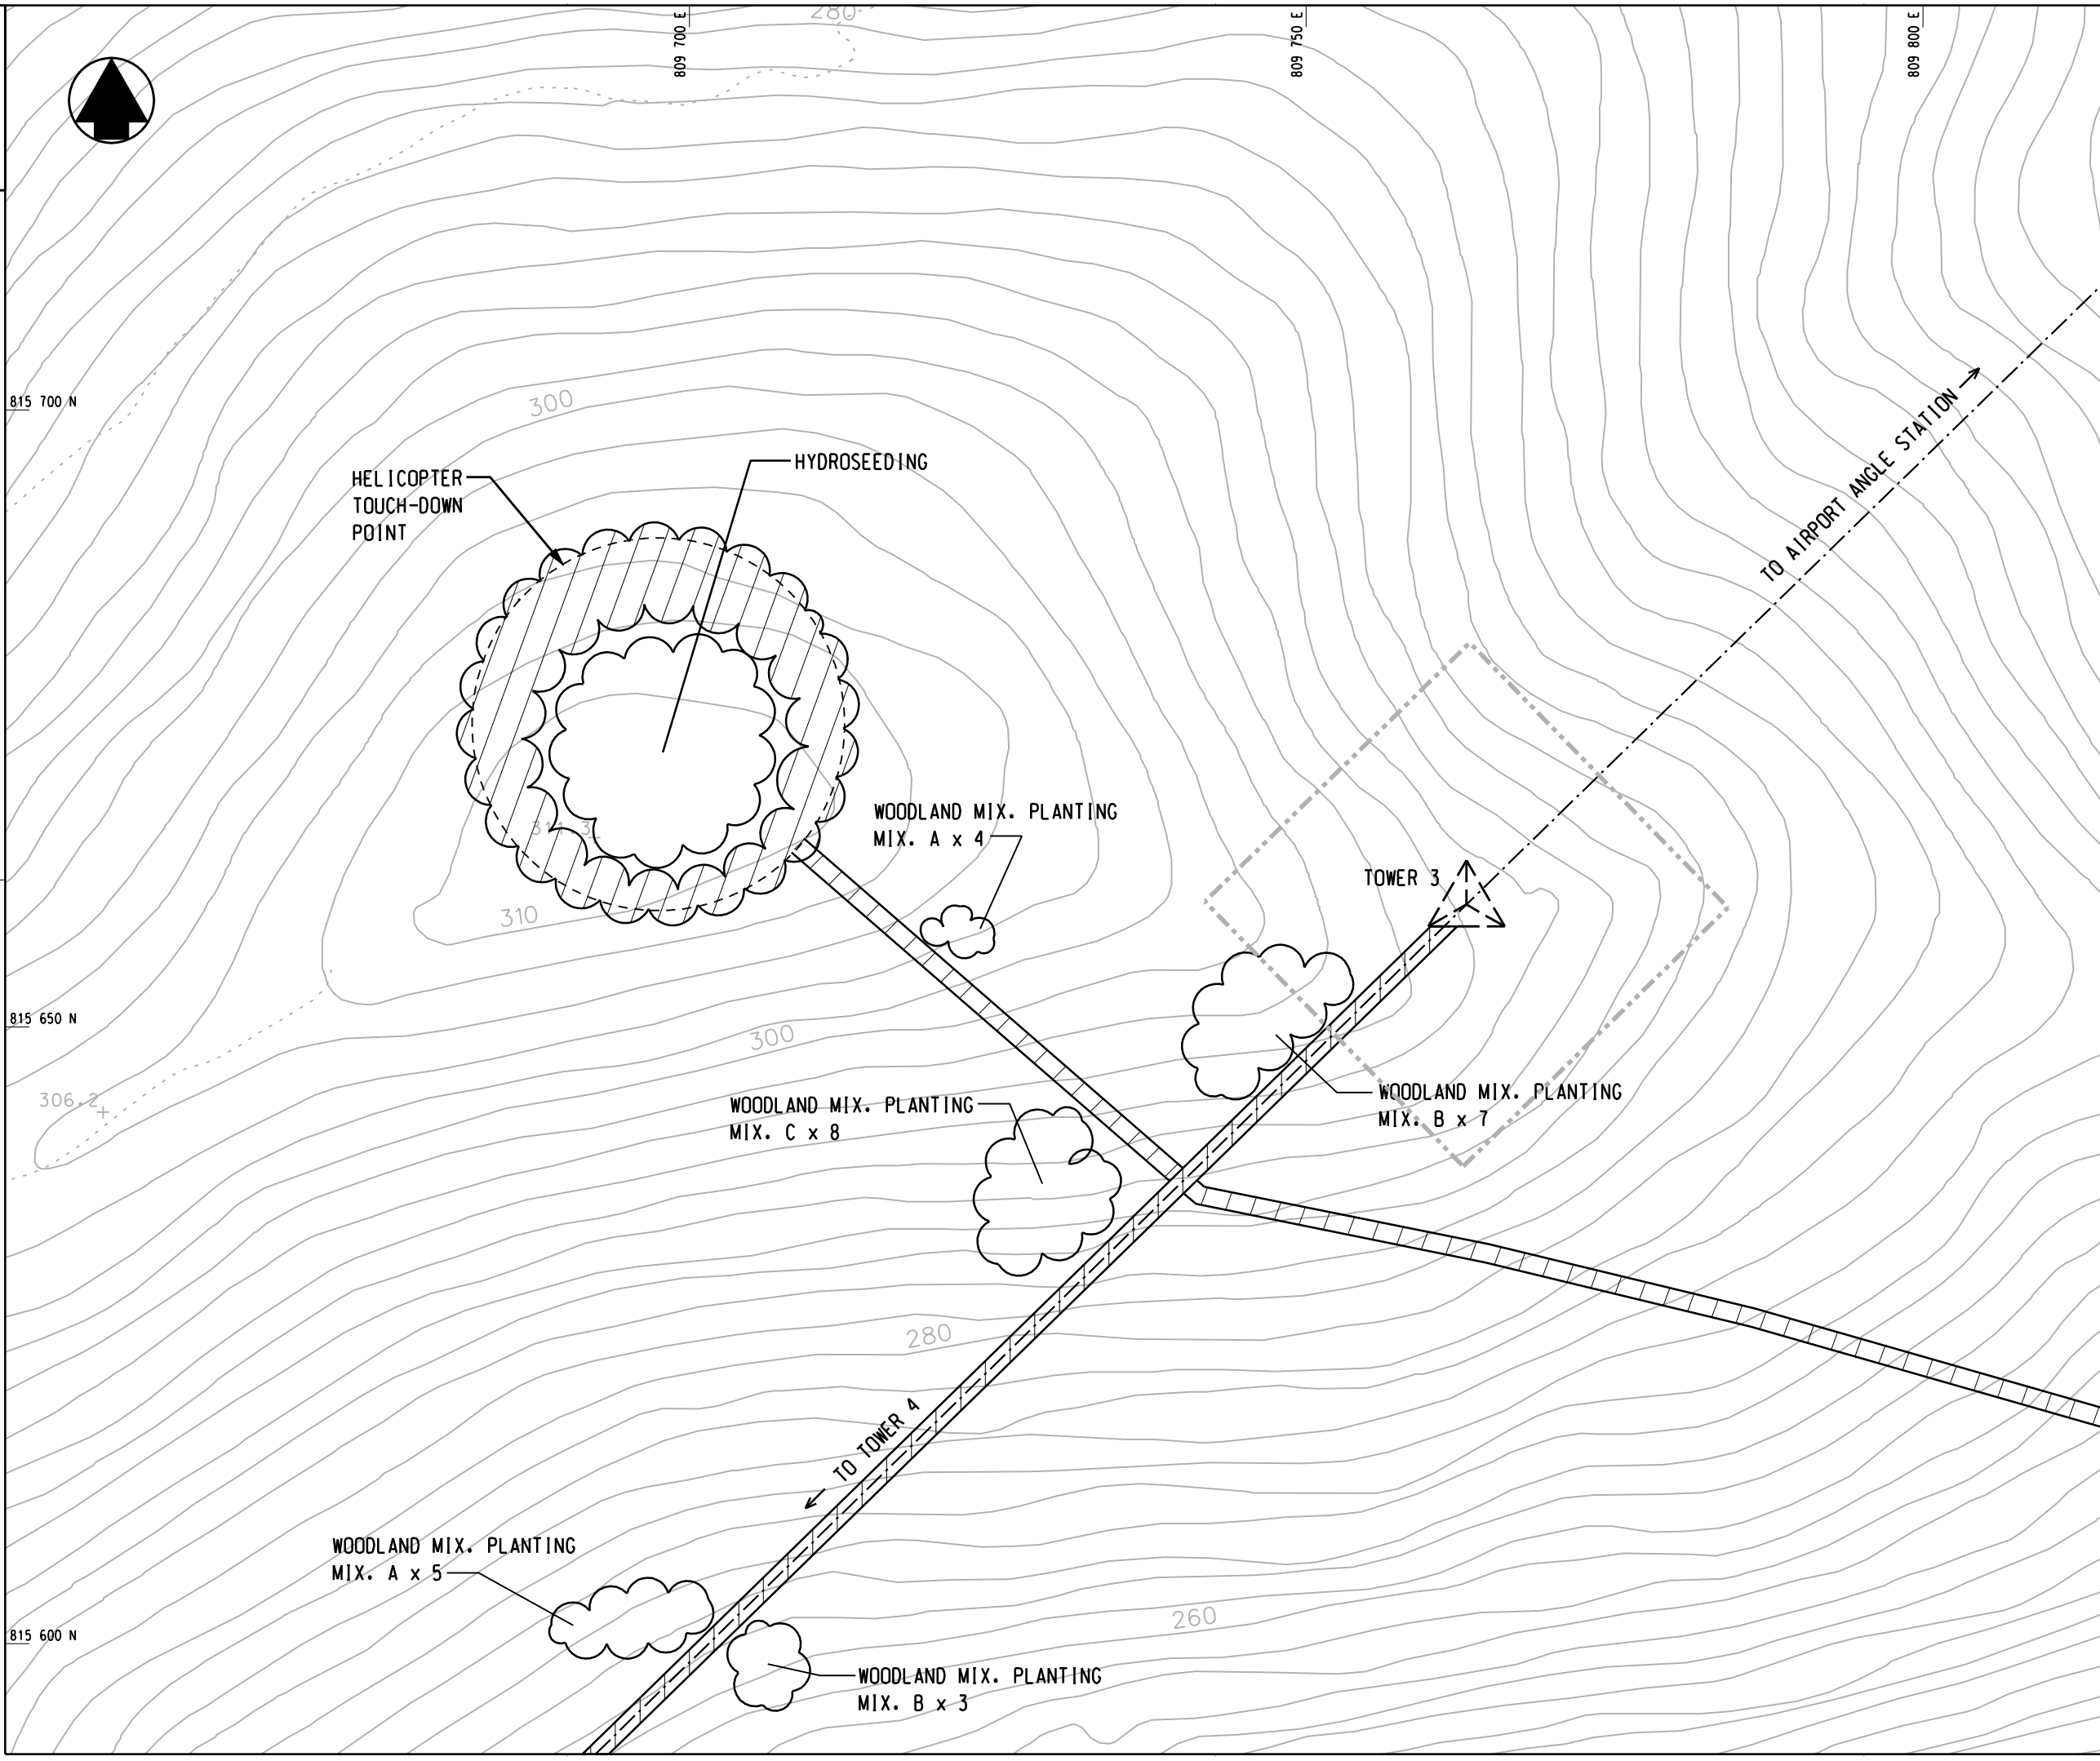 280
809 700 E
809 750 E
809 800 E
815 700 N
300
HELICOPTER
TOUCH-DOWN
POINT
HYDROSEEDING
TO AIRPORT ANGLE STATION
WOODLAND MIX. PLANTING
MIX. A x 4
311.3
TOWER 3
310
815 650 N
300
306.2
WOODLAND MIX. PLANTING
MIX. C x 8
WOODLAND MIX. PLANTING
MIX. B x 7
280
TO TOWER 4
WOODLAND MIX. PLANTING
MIX. A x 5
260
815 600 N
WOODLAND MIX. PLANTING
MIX. B x 3